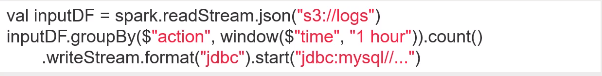 val inputDF = spark.readStream.json("s3://logs")
inputDF.groupBy($"action", window($"time", "1 hour")).count()
.writeStream.format("jdbc").start("jdbc:mysql//...")